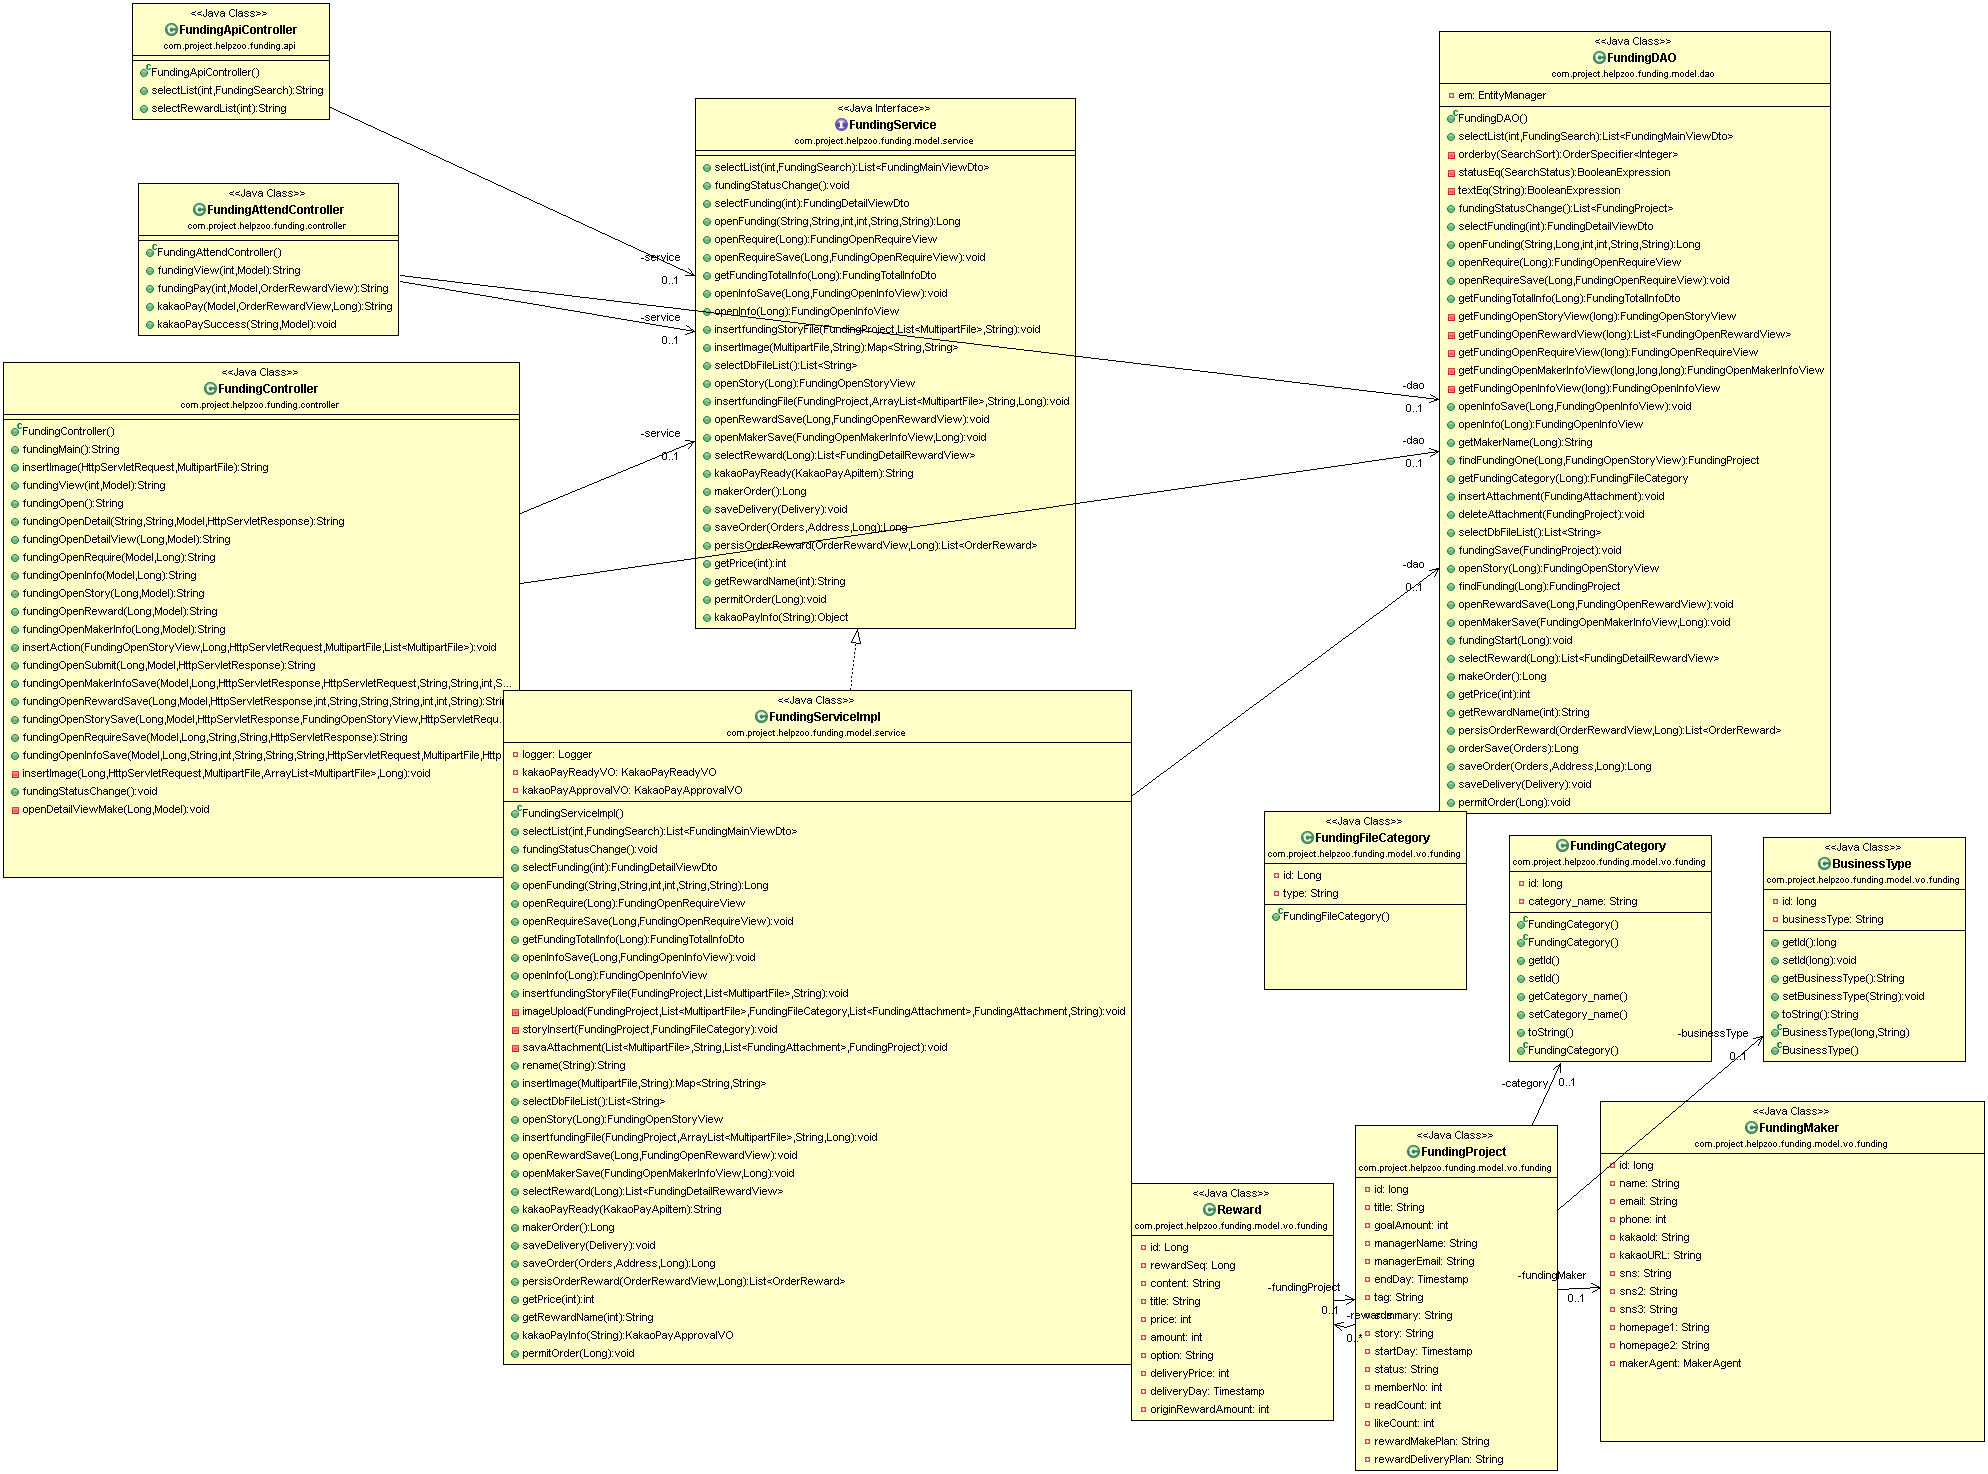 <<Java Class>>
FundingApiController
com.project.helpzoo.funding.api
FundingApiController()
selectList(int,FundingSearch):String
selectRewardList(int):String
<<Java Class>>
FundingAttendController
com.project.helpzoo.funding.controller
FundingAttendController()
fundingView(int,Model):String
fundingPay(int,Model,OrderRewardView):String
kakaoPay(Model,OrderRewardView,Long):String
kakaoPaySuccess(String,Model):void
<<Java Class>>
FundingController
com.project.helpzoo.funding.controller
FundingController()
fundingMain():String
insertImage(HttpServletRequest,MultipartFile):String
fundingView(int,Model):String
fundingOpen():String
fundingOpenDetail(String,String,Model,HttpServletResponse):String
fundingOpenDetailView(Long,Model):String
fundingOpenRequire(Model,Long):String
fundingOpenInfo(Model,Long):String
fundingOpenStory(Long,Model):String
fundingOpenReward(Long,Model):String
fundingOpenMakerInfo(Long,Model):String
insertAction(FundingOpenStoryView,Long,HttpServletRequest,MultipartFile,List<MultipartFile>):void
fundingOpenSubmit(Long,Model,HttpServletResponse):String
fundingOpenMakerInfoSave(Model,Long,HttpServletResponse,HttpServletRequest,String,String,int,S...
fundingOpenRewardSave(Long,Model,HttpServletResponse,int,String,String,String,int,int,String):Stri
fundingOpenStorySave(Long,Model,HttpServletResponse,FundingOpenStoryView,HttpServletRequ.
fundingOpenRequireSave(Model,Long,String,String,HttpServletResponse):String
fundingOpenInfoSave(Model,Long,String,int,String,String,String,HttpServletRequest,MultipartFile,Http
insertImage(Long,HttpServletRequest,MultipartFile,ArrayList<MultipartFile>,Long):void
fundingStatusChange():void
openDetailViewMake(Long,Model):void
-service
0..1
-service
0..1
-service
0..1
<<Java Interface>>
FundingService
com.project.helpzoo.funding.model.service
selectList(int,FundingSearch):List<FundingMainViewDto>
fundingStatusChange():void
selectFunding(int):FundingDetailViewDto
openFunding(String,String,int,int,String,String):Long
openRequire(Long):FundingOpenRequireView
openRequireSave(Long,FundingOpenRequireView):void
getFundingTotalInfo(Long):FundingTotalInfoDto
openInfoSave(Long,FundingOpenInfoView):void
openInfo(Long):FundingOpenInfoView
insertfundingStoryFile(FundingProject,List<MultipartFile>,String):void
insertImage(MultipartFile,String):Map<String,String>
selectDbFileList():List<String>
openStory(Long):FundingOpenStoryView
insertfundingFile(FundingProject,ArrayList<MultipartFile>,String,Long):void
openRewardSave(Long,FundingOpenRewardView):void
openMakerSave(FundingOpenMakerInfoView,Long):void
selectReward(Long):List<FundingDetailRewardView>
kakaoPayReady(KakaoPayApiItem):String
makerOrder():Long
saveDelivery(Delivery):void
saveOrder(Orders,Address,Long):Long
persisOrderReward(OrderRewardView,Long):List<OrderReward>
getPrice(int):int
getRewardName(int):String
permitOrder(Long):void
kakaoPayInfo(String):Object
<<Java Class>>
FundingServiceImpl
com.project.helpzoo.funding.model.service
logger: Logger
kakaoPayReadyVO: KakaoPayReadyVO
kakaoPayApprovalVO: KakaoPayApprovalVO
FundingServiceImpl()
selectList(int,FundingSearch):List<FundingMainViewDto>
fundingStatusChange():void
selectFunding(int):FundingDetailViewDto
openFunding(String,String,int,int,String,String):Long
openRequire(Long):FundingOpenRequireView
openRequireSave(Long,FundingOpenRequireView):void
getFundingTotalInfo(Long):FundingTotalInfoDto
openInfoSave(Long,FundingOpenInfoView):void
openInfo(Long):FundingOpenInfoView
insertfundingStoryFile(FundingProject,List<MultipartFile>,String):void
imageUpload(FundingProject,List<MultipartFile>,FundingFileCategory,List<FundingAttachment>,FundingAttachment,String):void
storyInsert(FundingProject,FundingFileCategory):void
savaAttachment(List<MultipartFile>,String,List<FundingAttachment>,FundingProject):void
rename(String):String
insertImage(MultipartFile,String):Map<String,String>
selectDbFileList():List<String>
openStory(Long):FundingOpenStoryView
insertfundingFile(FundingProject,ArrayList<MultipartFile>,String,Long):void
openRewardSave(Long,FundingOpenRewardView):void
openMakerSave(FundingOpenMakerInfoView,Long):void
selectReward(Long):List<FundingDetailRewardView>
kakaoPayReady(KakaoPayApiItem):String
makerOrder():Long
saveDelivery(Delivery):void
saveOrder(Orders,Address,Long):Long
persisOrderReward(OrderRewardView,Long):List<OrderReward>
getPrice(int):int
getRewardName(int):String
kakaoPayInfo(String):KakaoPayApprovalVO
permitOrder(Long):void
-dao
0..1
-dao
0..1
-dao
0..1
<<Java Class>>
FundingDAO
com.project.helpzoo.funding.model.dao
em: EntityManager
FundingDAO()
selectList(int,FundingSearch):List<FundingMainViewDto>
orderby(SearchSort):OrderSpecifier<Integer>
statusEq(SearchStatus):BooleanExpression
textEq(String):BooleanExpression
fundingStatusChange():List<FundingProject>
selectFunding(int):FundingDetailViewDto
openFunding(String,Long,int,int,String,String):Long
openRequire(Long):FundingOpenRequireView
openRequireSave(Long,FundingOpenRequireView):void
getFundingTotalInfo(Long):FundingTotalInfoDto
getFundingOpenStoryView(long):FundingOpenStoryView
getFundingOpenRewardView(long):List<FundingOpenRewardView>
getFundingOpenRequireView(long):FundingOpenRequireView
getFundingOpenMakerInfoView(long,long,long):FundingOpenMakerInfoView
getFundingOpenInfoView(long):FundingOpenInfoView
openInfoSave(Long,FundingOpenInfoView):void
openInfo(Long):FundingOpenInfoView
getMakerName(Long):String
findFundingOne(Long,FundingOpenStoryView):FundingProject
getFundingCategory(Long):FundingFileCategory
insertAttachment(FundingAttachment):void
deleteAttachment(FundingProject):void
selectDbFileList():List<String>
fundingSave(FundingProject):void
openStory(Long):FundingOpenStoryView
findFunding(Long):FundingProject
openRewardSave(Long,FundingOpenRewardView):void
openMakerSave(FundingOpenMakerInfoView,Long):void
fundingStart(Long):void
selectReward(Long):List<FundingDetailRewardView>
makeOrder():Long
getPrice(int):int
getRewardName(int):String
persisOrderReward(OrderRewardView,Long):List<OrderReward>
orderSave(Orders):Long
saveOrder(Orders,Address,Long):Long
saveDelivery(Delivery):void
permitOrder(Long):void
<<Java Class>>
FundingFileCategory
com.project.helpzoo.funding.model.vo.funding
id: Long
type: String
FundingFileCategory()
FundingCategory
com.project.helpzoo.funding.model.vo.funding
id: long
category_name: String
FundingCategory()
FundingCategory()
getId()
setId()
getCategory_name()
setCategory_name()
toString()
FundingCategory()
<<Java Class>>
BusinessType
com.project.helpzoo.funding.model.vo.funding
id: long
businessType: String
getId():long
setId(long):void
getBusinessType():String
setBusinessType(String):void
toString():String
BusinessType(long,String)
BusinessType()
-businessType
0..1
-category
0..1
<<Java Class>>
FundingMaker
com.project.helpzoo.funding.model.vo.funding
id: long
name: String
email: String
phone: int
kakaoId: String
kakaoURL: String
sns: String
sns2: String
sns3: String
homepage1: String
homepage2: String
makerAgent: MakerAgent
<<Java Class>>
FundingProject
com.project.helpzoo.funding.model.vo.funding
id: long
title: String
goalAmount: int
managerName: String
managerEmail: String
endDay: Timestamp
tag: String
summary: String
story: String
startDay: Timestamp
status: String
memberNo: int
readCount: int
likeCount: int
rewardMakePlan: String
rewardDeliveryPlan: String
-fundingMaker
0..1
<<Java Class>>
Reward
com.project.helpzoo.funding.model.vo.funding
id: Long
rewardSeq: Long
content: String
title: String
price: int
amount: int
option: String
deliveryPrice: int
deliveryDay: Timestamp
originRewardAmount: int
-fundingProject
0..1
-rewards
0..*